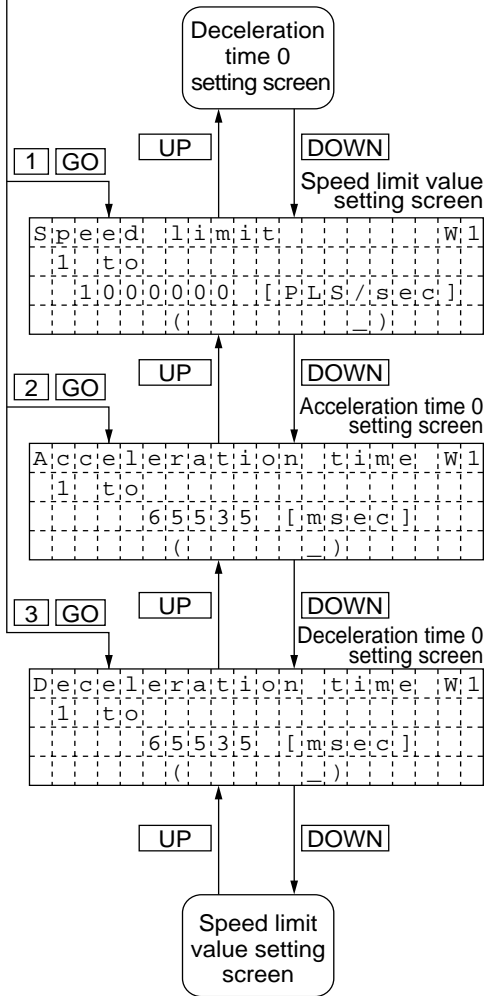 Deceleration
time 0
setting screen
UP
DOWN
1 GO
Speed limit value
setting screen
Speed limit W1
1 to
1000000 [PLS/sec]
( _)
UP
DOWN
2 GO
Acceleration time 0
setting screen
Acceleration time W1
1 to
65535 [msec]
( _)
UP
DOWN
3 GO
Deceleration time 0
setting screen
Deceleration time W1
1 to
65535 [msec]
( _)
UP
DOWN
Speed limit
value setting
screen